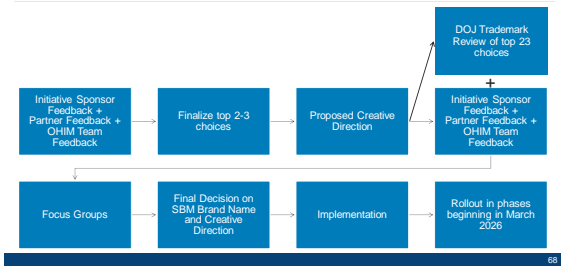 DOJ Trademark
Review of top 23
choices
+
Initiative Sponsor
Feedback +
Partner Feedback +
OHIM Team
Feedback
Finalize top 2-3
choices
Proposed Creative
Direction
Initiative Sponsor
Feedback +
Partner Feedback +
OHIM Team
Feedback
Focus Groups
Final Decision on
SBM Brand Name
and Creative
Direction
Implementation
Rollout in phases
beginning in March
2026
68